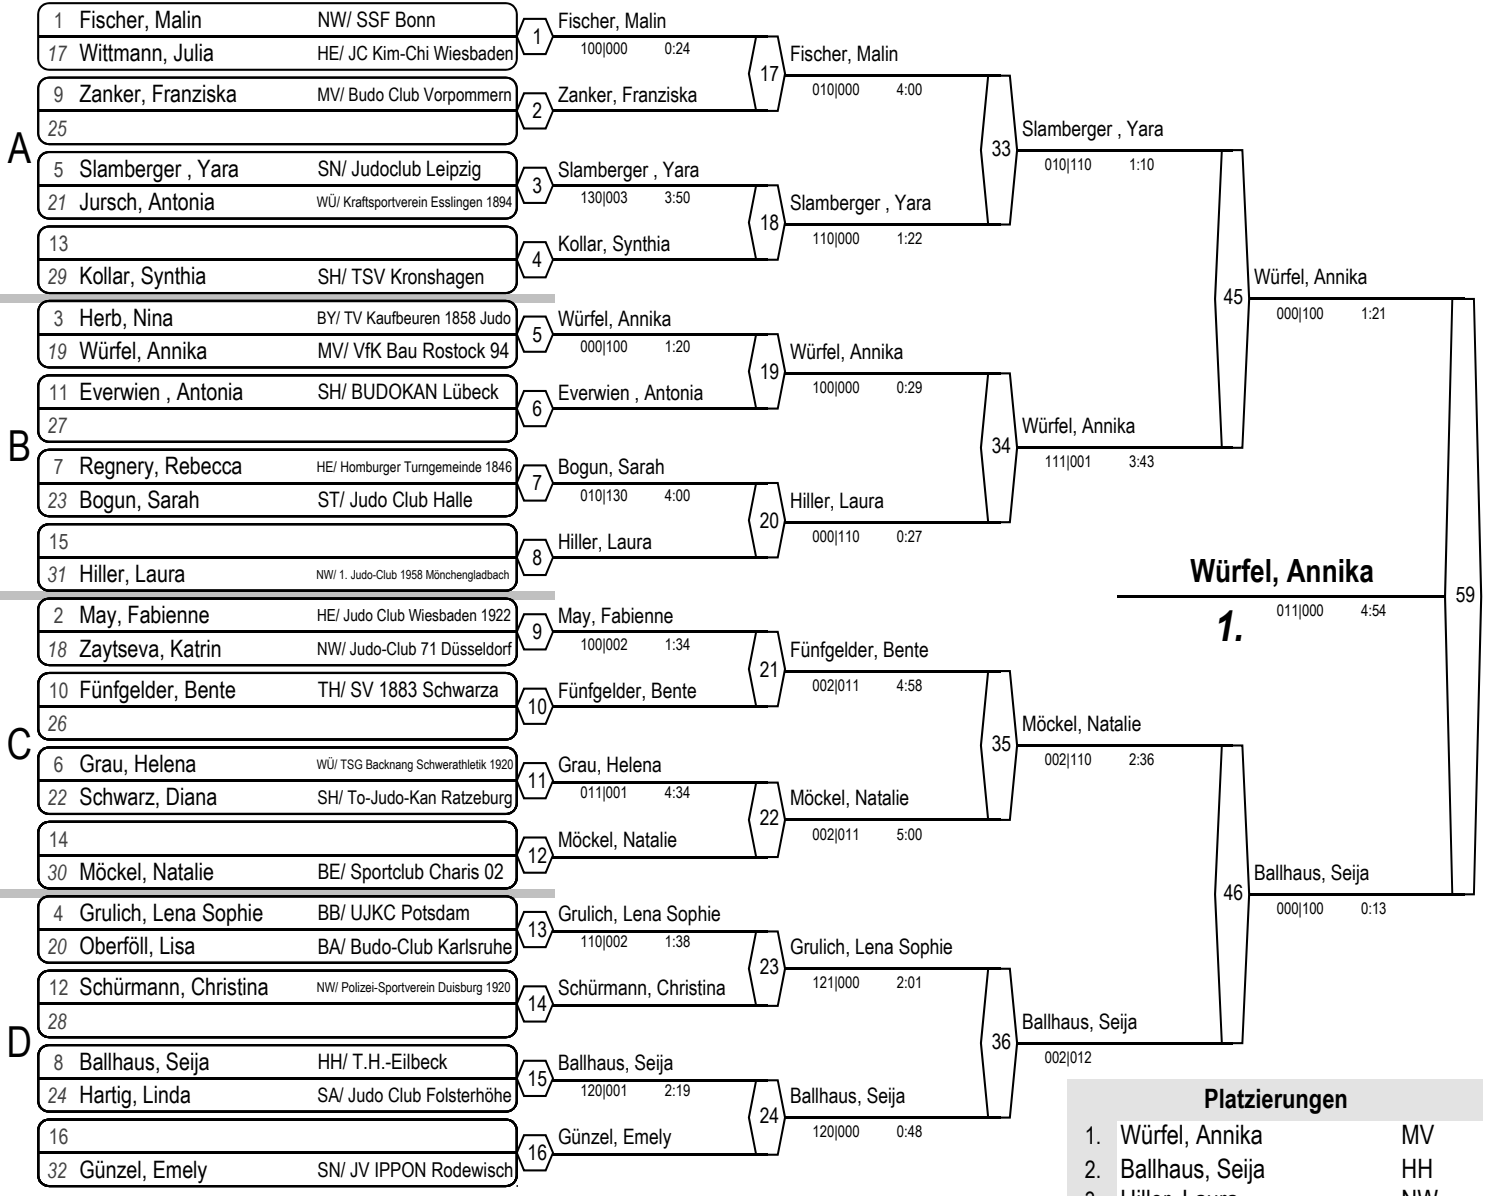 1 Fischer, Malin NW/ SSF Bonn
17 Wittmann, Julia HE/ JC Kim-Chi Wiesbaden
9 Zanker, Franziska MV/ Budo Club Vorpommern
25
A
5 Slamberger , Yara SN/ Judoclub Leipzig
21 Jursch, Antonia WÜ/ Kraftsportverein Esslingen 1894
13
29 Kollar, Synthia SH/ TSV Kronshagen
3 Herb, Nina BY/ TV Kaufbeuren 1858 Judo
19 Würfel, Annika MV/ VfK Bau Rostock 94
11 Everwien , Antonia SH/ BUDOKAN Lübeck
27
B
7 Regnery, Rebecca HE/ Homburger Turngemeinde 1846
23 Bogun, Sarah ST/ Judo Club Halle
15
31 Hiller, Laura NW/ 1. Judo-Club 1958 Mönchengladbach
2 May, Fabienne HE/ Judo Club Wiesbaden 1922
18 Zaytseva, Katrin NW/ Judo-Club 71 Düsseldorf
10 Fünfgelder, Bente TH/ SV 1883 Schwarza
26
C
6 Grau, Helena WÜ/ TSG Backnang Schwerathletik 1920
22 Schwarz, Diana SH/ To-Judo-Kan Ratzeburg
14
30 Möckel, Natalie BE/ Sportclub Charis 02
4 Grulich, Lena Sophie BB/ UJKC Potsdam
20 Oberföll, Lisa BA/ Budo-Club Karlsruhe
12 Schürmann, Christina NW/ Polizei-Sportverein Duisburg 1920
28
D
8 Ballhaus, Seija HH/ T.H.-Eilbeck
24 Hartig, Linda SA/ Judo Club Folsterhöhe
16
32 Günzel, Emely SN/ JV IPPON Rodewisch
1 Fischer, Malin
100|000 0:24
2 Zanker, Franziska
3 Slamberger , Yara
130|003 3:50
4 Kollar, Synthia
5 Würfel, Annika
000|100 1:20
6 Everwien , Antonia
7 Bogun, Sarah
010|130 4:00
8 Hiller, Laura
9 May, Fabienne
100|002 1:34
10 Fünfgelder, Bente
11 Grau, Helena
011|001 4:34
12 Möckel, Natalie
13 Grulich, Lena Sophie
110|002 1:38
14 Schürmann, Christina
15 Ballhaus, Seija
120|001 2:19
16 Günzel, Emely
17 Fischer, Malin
010|000 4:00
18 Slamberger , Yara
110|000 1:22
19 Würfel, Annika
100|000 0:29
20 Hiller, Laura
000|110 0:27
21 Fünfgelder, Bente
002|011 4:58
22 Möckel, Natalie
002|011 5:00
23 Grulich, Lena Sophie
121|000 2:01
24 Ballhaus, Seija
120|000 0:48
33 Slamberger , Yara
010|110 1:10
34 Würfel, Annika
111|001 3:43
35 Möckel, Natalie
002|110 2:36
36 Ballhaus, Seija
002|012
45 Würfel, Annika
000|100 1:21
46 Ballhaus, Seija
000|100 0:13
59 Würfel, Annika
1. 011|000 4:54
Platzierungen
1. Würfel, Annika MV
2. Ballhaus, Seija HH
3. Hiller, Laura NW